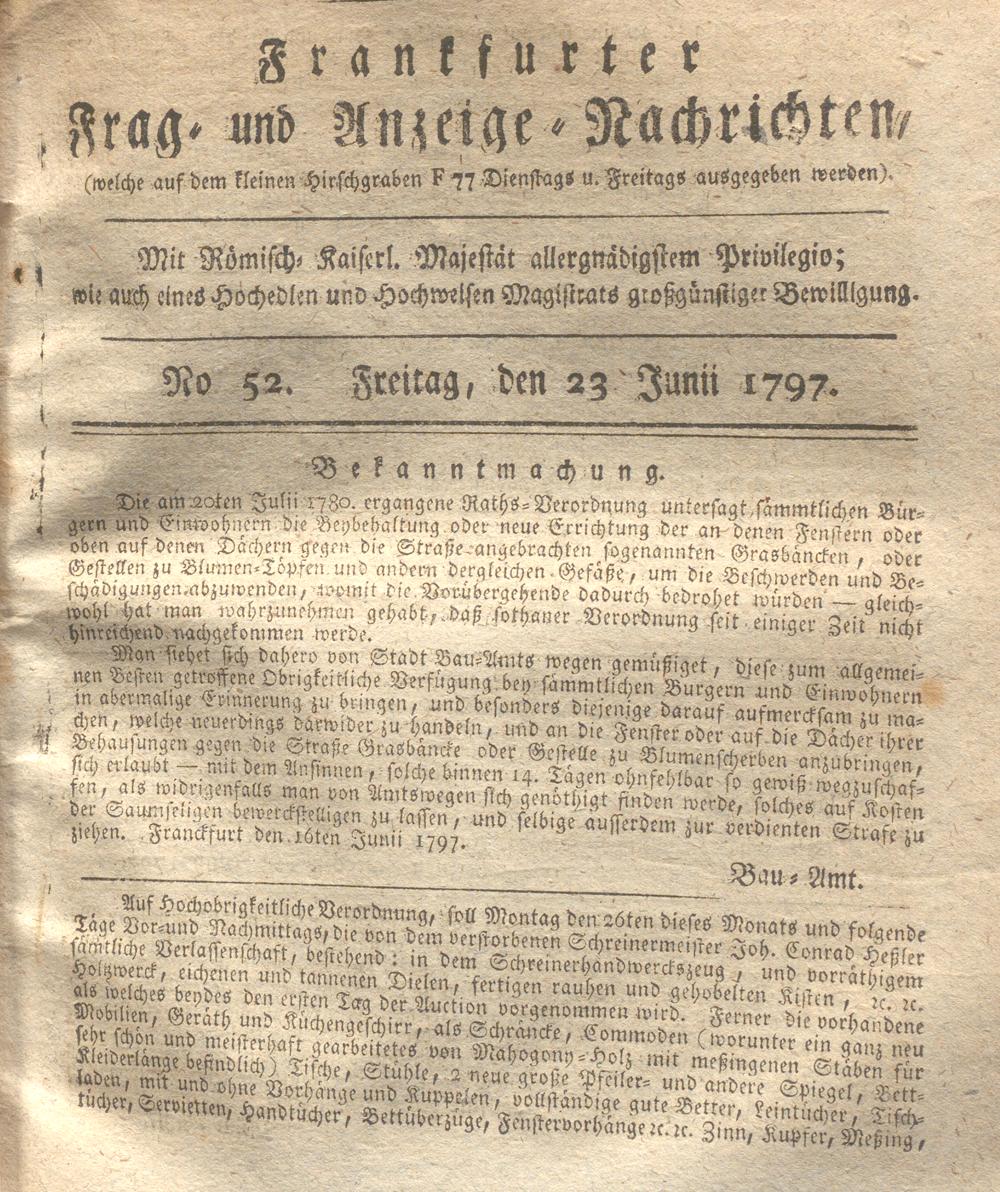 Frankfurter
Frag- und Anzeige-Nachrichten,
(welche auf dem kleinen Hirschgraben F 77 Dienstags u. Freitags ausgegeben werden).
Mit Römisch-Kaiserl. Majestät allergnädigstem Privilegio;
wie auch eines Hochedlen und Hochweisen Magistrats großgünstiger Bewilligung.
No 52. Freitag, den 23 Junii 1797.
Bekanntmachung.
Die am 20ten Julii 1780. ergangene Raths-Verordnung untersagt sämmtlichen Bür-
gern und Einwohnern die Beybehaltung oder neue Errichtung der an denen Fenstern oder
oben auf denen Dächern gegen die Straße angebrachten sogenannten Grasbäncken, oder
Gestellen zu Blumen-Töpfen und andern dergleichen Gefäße, um die Beschwerden und Be-
schädigungen abzuwenden, womit die Vorübergehende dadurch bedrohet würden — gleich-
wohl hat man wahrzunehmen gehabt, daß sothaner Verordnung seit einiger Zeit nicht
hinreichend nachgekommen werde.
Man siehet sich dahero von Stadt Bau-Amts wegen gemüßiget, diese zum allgemei-
nen Besten getroffene Obrigkeitliche Verfügung bey sämmtlichen Burgern und Einwohnern
in abermalige Erinnerung zu bringen, und besonders diejenige darauf aufmercksam zu ma-
chen, welche neuerdings darwider zu handeln, und an die Fenster oder auf die Dächer ihrer
Behausungen gegen die Straße Grasbäncke oder Gestelle zu Blumenscherben anzubringen,
sich erlaubt — mit dem Ansinnen, solche binnen 14. Tägen ohnfehlbar so gewiß wegzuschaf-
fen, als widrigenfalls man von Amtswegen sich genöthigt finden werde, solches auf Kosten
der Saumseligen bewerckstelligen zu lassen, und selbige ausserdem zur verdienten Strafe zu
ziehen. Franckfurt den 16ten Junii 1797.
Bau-Amt.
Auf Hochobrigkeitliche Verordnung, soll Montag den 26ten dieses Monats und folgende
Täge Vor-und Nachmittags, die von dem verstorbenen Schreinermeister Joh. Conrad Heßler
sämtliche Verlassenschaft, bestehend: in dem Schreinerhandwerckszeug, und vorräthigem
Holzwerck, eichenen und tannenen Dielen, fertigen rauhen und gehobelten Kisten, ꝛc. ꝛc.
als welches beydes den ersten Tag der Auction vorgenommen wird. Ferner die vorhandene
Mobilien, Geräth und Küchengeschirr, als Schräncke, Commoden (worunter ein ganz neu
sehr schön und meisterhaft gearbeitetes von Mahogony-Holz mit meßingenen Stäben für
Kleiderlänge befindlich) Tische, Stühle, 2 neue große Pfeiler- und andere Spiegel, Bett-
laden, mit und ohne Vorhänge und Kuppelen, vollständige gute Better, Leintücher, Tisch-
tücher, Servietten, Handtücher, Bettüberzüge, Fenstervorhänge ꝛc. ꝛc. Zinn, Kupfer, Meßing,